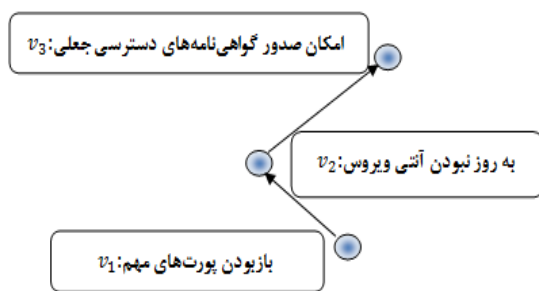 امکان صدور گواهی‌نامه‌های دسترسی جعلی:v₃
به روز نبودن آنتی ویروس:v₂
بازبودن پورت‌های مهم:v₁